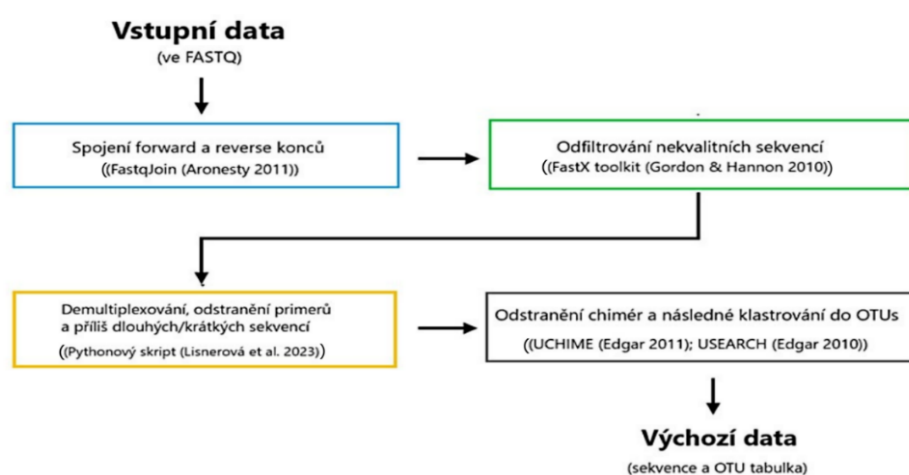 Vstupní data
(ve FASTQ)
Spojení forward a reverse konců
((FastqJoin (Aronesty 2011))
Odfiltrování nekvalitních sekvencí
((FastX toolkit (Gordon & Hannon 2010))
Demultiplexování, odstranění primerů
a příliš dlouhých/krátkých sekvencí
((Pythonový skript (Lisnerová et al. 2023))
Odstranění chimér a následné klastrování do OTUs
((UCHIME (Edgar 2011); USEARCH (Edgar 2010))
Výchozí data
(sekvence a OTU tabulka)